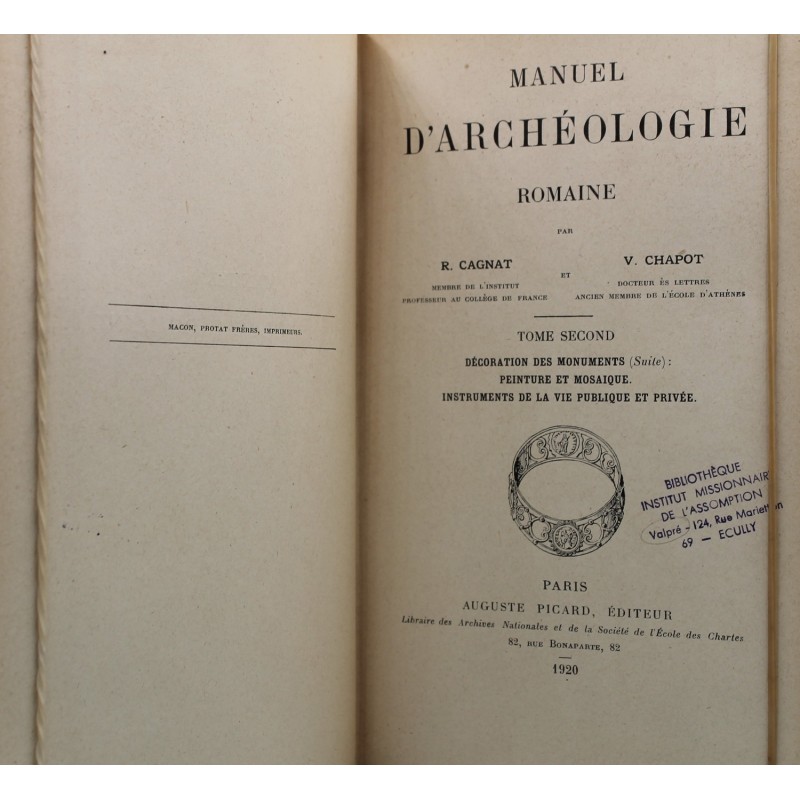 MACON, PROTAT FRÈRES, IMPRIMEURS.
MANUEL
D'ARCHÉOLOGIE
ROMAINE
PAR
R. CAGNAT
MEMBRE DE L'INSTITUT
PROFESSEUR AU COLLÈGE DE FRANCE
ET
V. CHAPOT
DOCTEUR ÈS LETTRES
ANCIEN MEMBRE DE L'ÉCOLE D'ATHÈNES
TOME SECOND
DÉCORATION DES MONUMENTS (Suite) :
PEINTURE ET MOSAIQUE.
INSTRUMENTS DE LA VIE PUBLIQUE ET PRIVÉE.
BIBLIOTHÈQUE
INSTITUT MISSIONNAIR
DE L'ASSOMPTION
Valpré - 124, Rue Marietton
69 — ECULLY
PARIS
AUGUSTE PICARD, ÉDITEUR
Libraire des Archives Nationales et de la Société de l'École des Chartes
82, RUE BONAPARTE, 82
1920